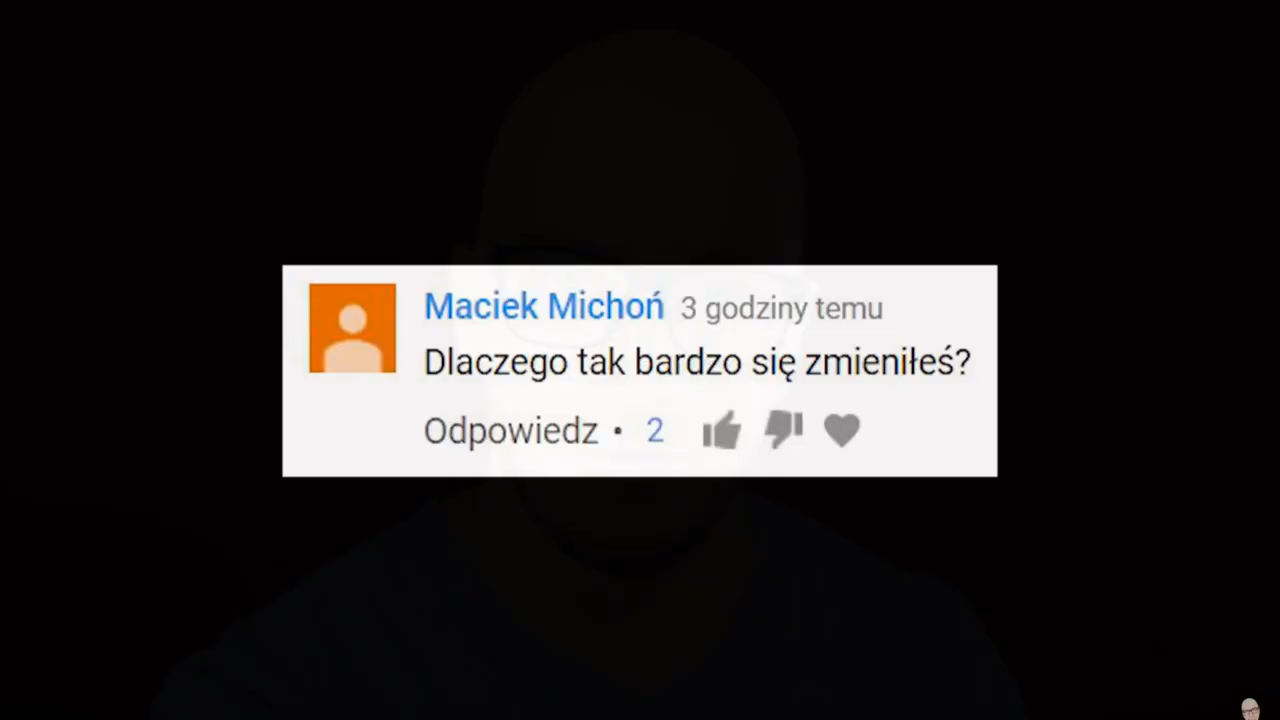 Maciek Michoń 3 godziny temu
Dlaczego tak bardzo się zmieniłeś?
Odpowiedz • 2